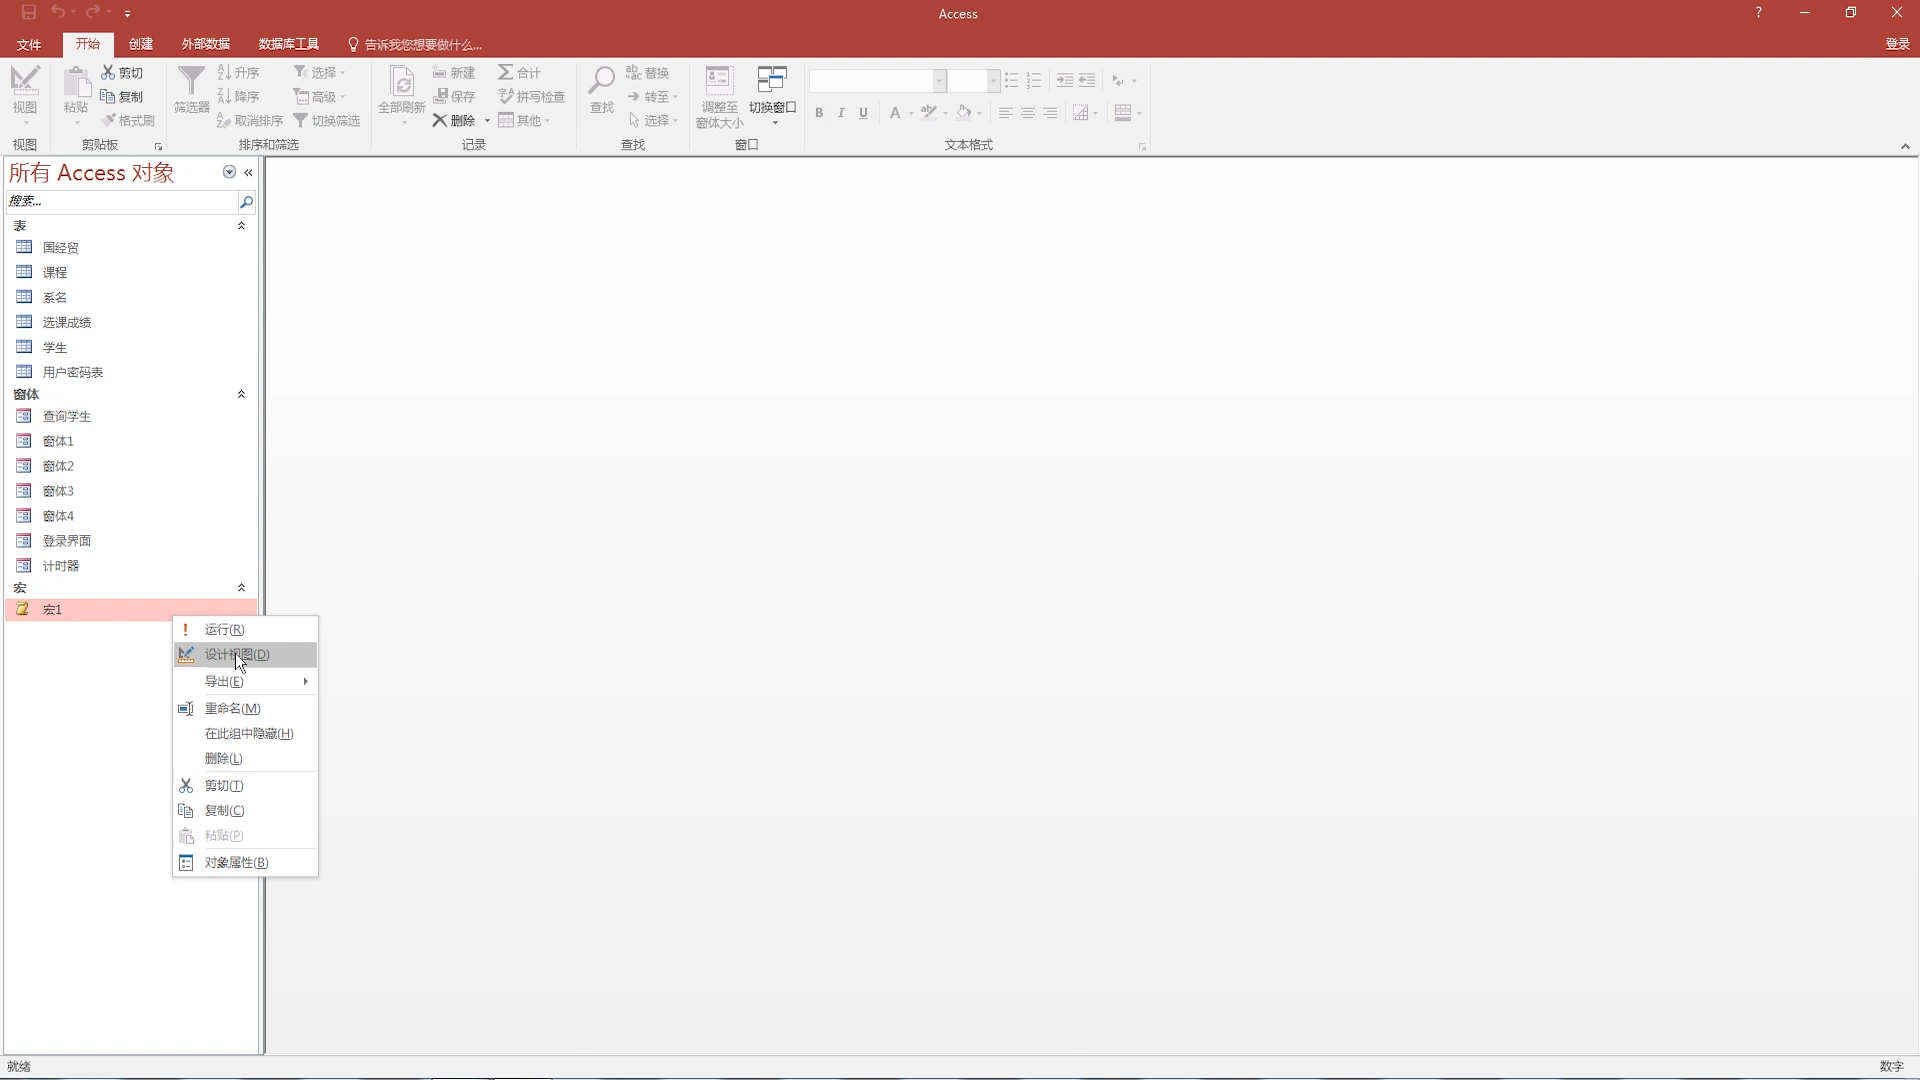 Access
?
文件 开始 创建 外部数据 数据库工具 告诉我您想要做什么... 登录
视图
粘贴
剪切
复制
格式刷
筛选器
升序
降序
取消排序
选择
高级
切换筛选
全部刷新
新建
保存
删除
合计
拼写检查
其他
查找
替换
转至
选择
调整至
窗体大小
切换窗口
B I U A
视图 剪贴板 排序和筛选 记录 查找 窗口 文本格式
所有 Access 对象
搜索...
表
国经贸
课程
系名
选课成绩
学生
用户密码表
窗体
查询学生
窗体1
窗体2
窗体3
窗体4
登录界面
计时器
宏
宏1
运行(R)
设计视图(D)
导出(E)
重命名(M)
在此组中隐藏(H)
删除(L)
剪切(T)
复制(C)
粘贴(P)
对象属性(B)
就绪 数字